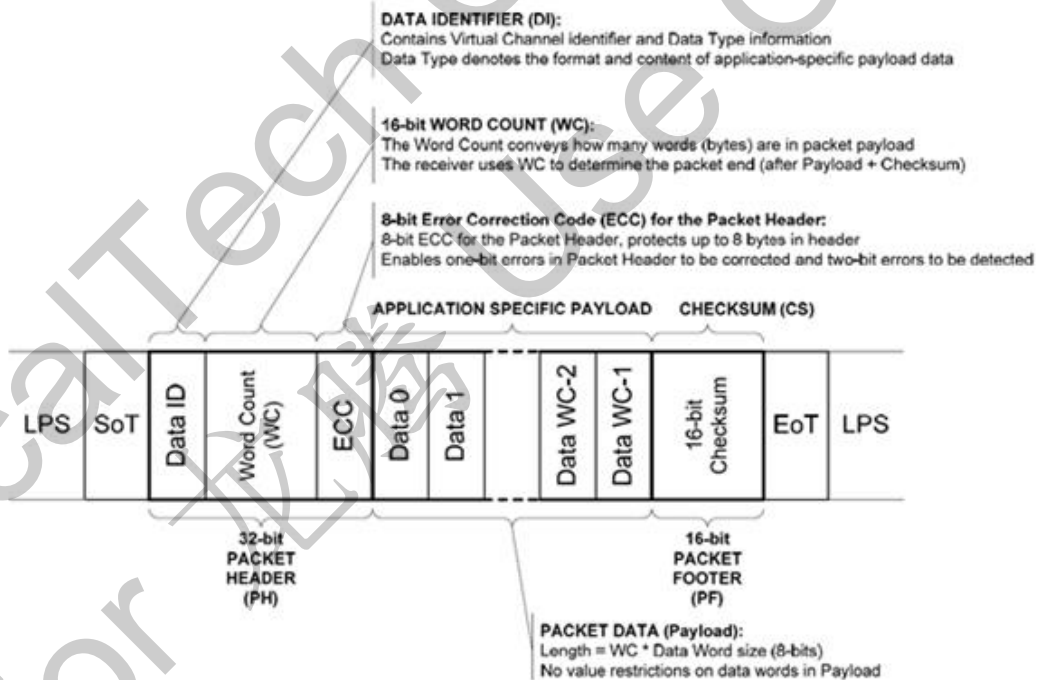 DATA IDENTIFIER (DI):
Contains Virtual Channel identifier and Data Type information
Data Type denotes the format and content of application-specific payload data
16-bit WORD COUNT (WC):
The Word Count conveys how many words (bytes) are in packet payload
The receiver uses WC to determine the packet end (after Payload + Checksum)
8-bit Error Correction Code (ECC) for the Packet Header:
8-bit ECC for the Packet Header, protects up to 8 bytes in header
Enables one-bit errors in Packet Header to be corrected and two-bit errors to be detected
APPLICATION SPECIFIC PAYLOAD
CHECKSUM (CS)
LPS
SoT
Data ID
Word Count
(WC)
ECC
Data 0
Data 1
Data WC-2
Data WC-1
16-bit
Checksum
EoT
LPS
32-bit
PACKET
HEADER
(PH)
16-bit
PACKET
FOOTER
(PF)
PACKET DATA (Payload):
Length = WC * Data Word size (8-bits)
No value restrictions on data words in Payload
calTech
Use
or
龙腾